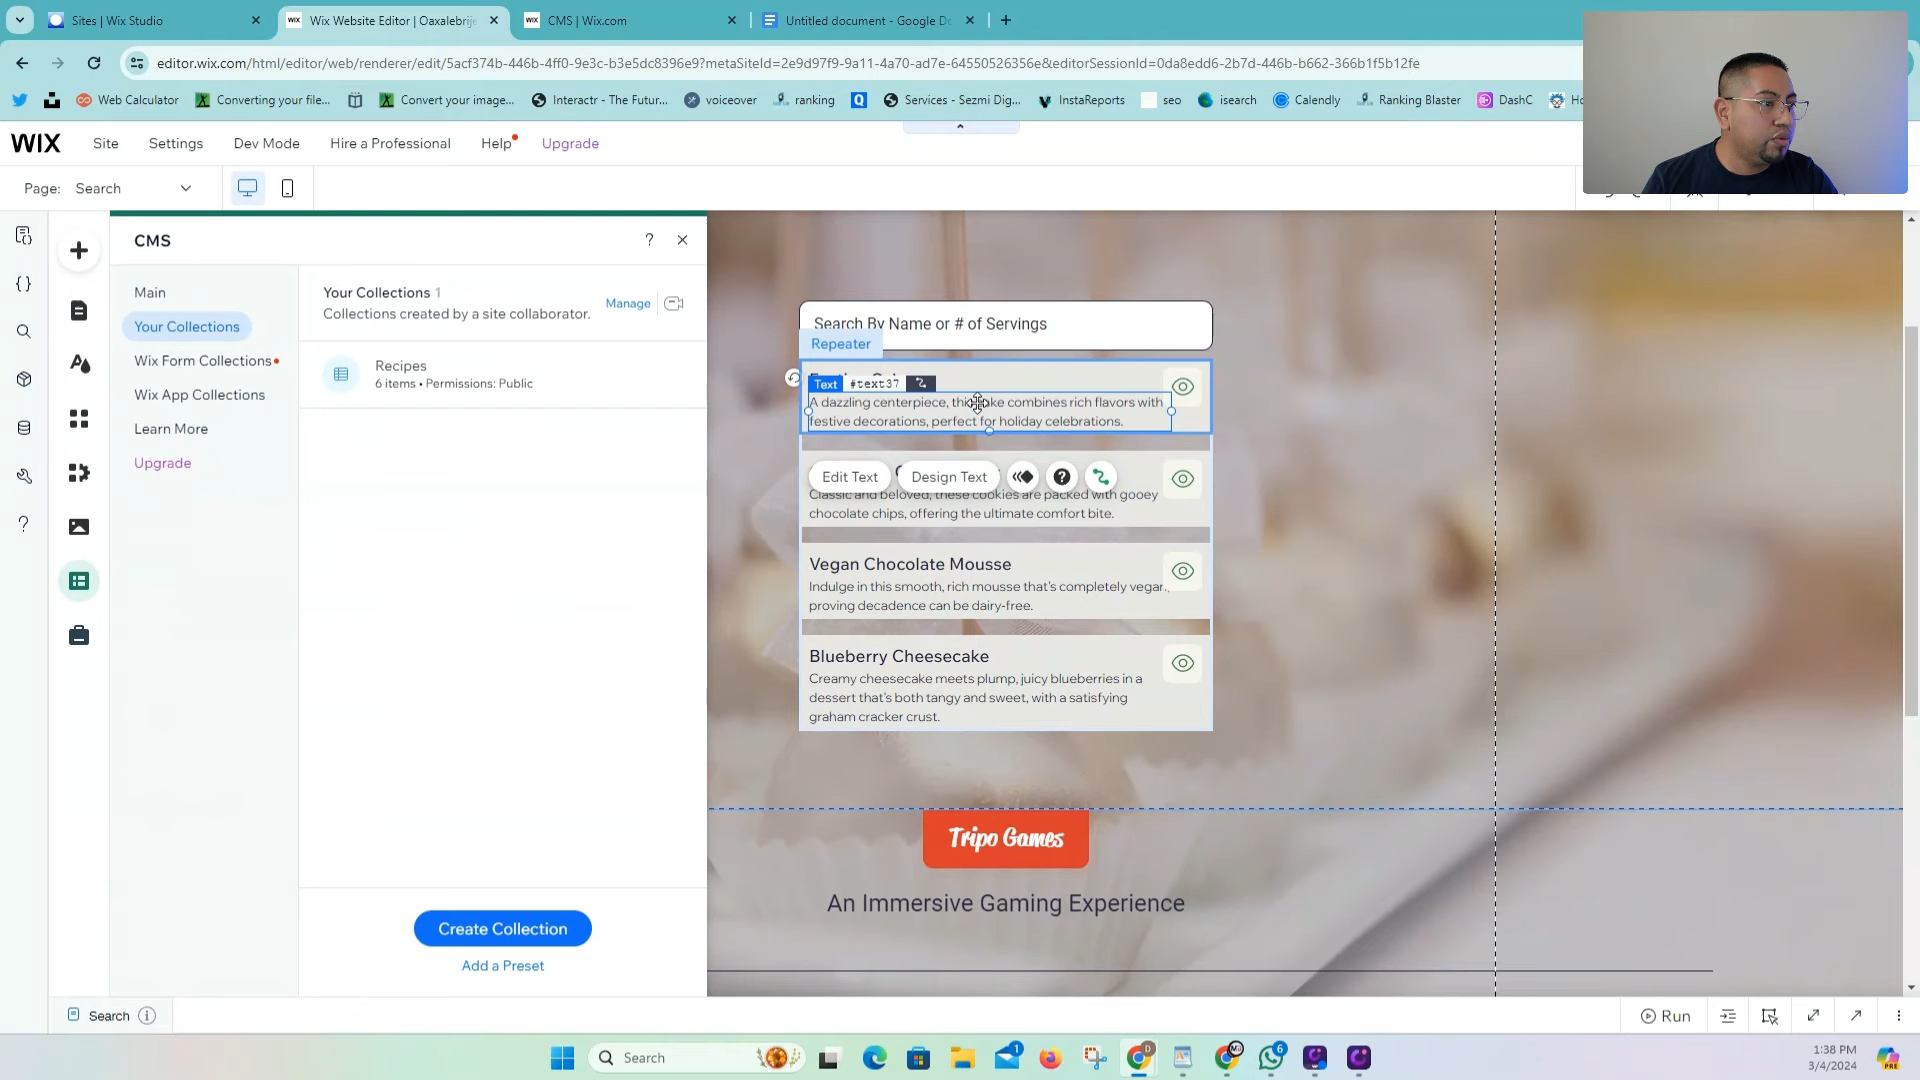 Sites | Wix Studio
Wix Website Editor | Oaxalebrije
CMS | Wix.com
Untitled document - Google Do
editor.wix.com/html/editor/web/renderer/edit/5acf374b-446b-4ff0-9e3c-b3e5dc8396e9?metaSiteId=2e9d97f9-9a11-4a70-ad7e-64550526356e&editorSessionId=0da8edd6-2b7d-446b-b662-366b1f5b12fe
Web Calculator
Converting your file...
Convert your image...
Interactr - The Futur...
voiceover
ranking
Services - Sezmi Dig...
InstaReports
seo
isearch
Calendly
Ranking Blaster
DashC
WIX Site Settings Dev Mode Hire a Professional Help Upgrade
Page: Search
CMS
Main
Your Collections
Wix Form Collections
Wix App Collections
Learn More
Upgrade
Your Collections 1
Collections created by a site collaborator.
Manage
Recipes
6 items • Permissions: Public
Create Collection
Add a Preset
Search By Name or # of Servings
Repeater
Text #text37
A dazzling centerpiece, this cake combines rich flavors with
festive decorations, perfect for holiday celebrations.
Edit Text Design Text
Classic and beloved, these cookies are packed with gooey
chocolate chips, offering the ultimate comfort bite.
Vegan Chocolate Mousse
Indulge in this smooth, rich mousse that's completely vegan,
proving decadence can be dairy-free.
Blueberry Cheesecake
Creamy cheesecake meets plump, juicy blueberries in a
dessert that's both tangy and sweet, with a satisfying
graham cracker crust.
Tripo Games
An Immersive Gaming Experience
Search
Run
Search
1:38 PM
3/4/2024